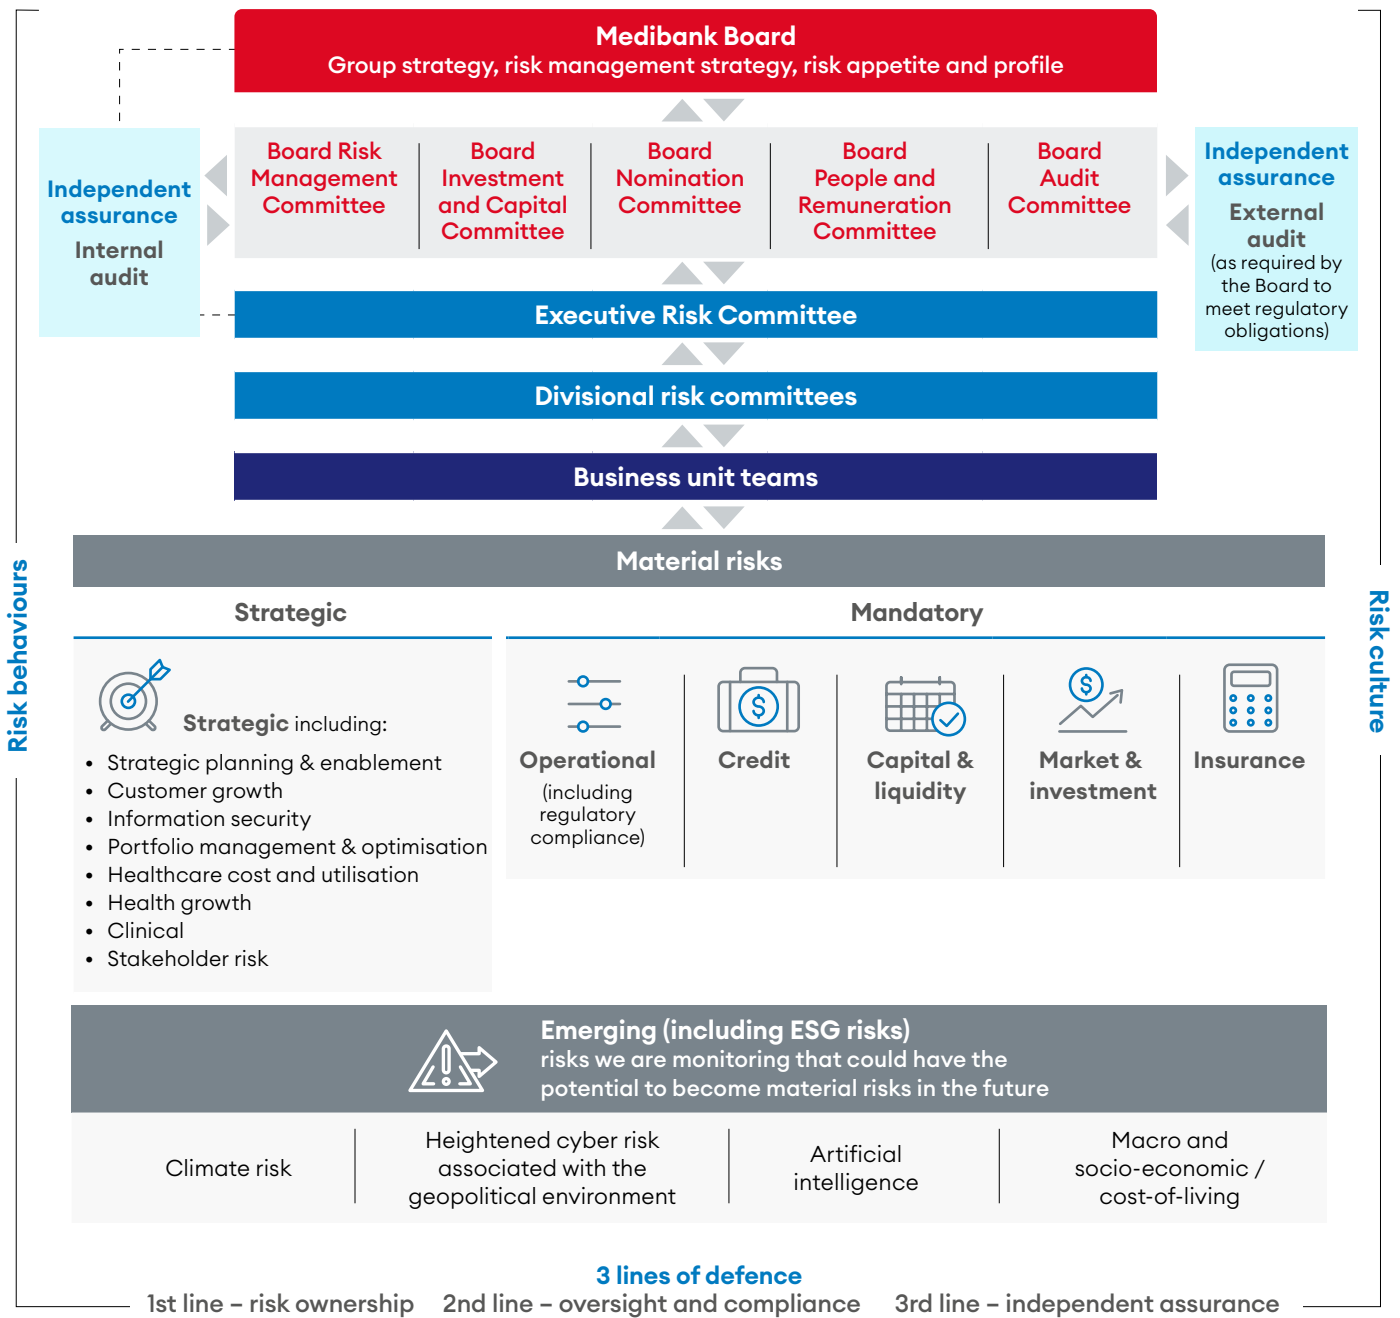 Medibank Board
Group strategy, risk management strategy, risk appetite and profile
Independent
assurance
Internal
audit
Board Risk
Management
Committee
Board
Investment
and Capital
Committee
Board
Nomination
Committee
Board
People and
Remuneration
Committee
Board
Audit
Committee
Independent
assurance
External
audit
(as required by
the Board to
meet regulatory
obligations)
Executive Risk Committee
Divisional risk committees
Business unit teams
Risk behaviours
Risk culture
Material risks
Strategic
Strategic including:
• Strategic planning & enablement
• Customer growth
• Information security
• Portfolio management & optimisation
• Healthcare cost and utilisation
• Health growth
• Clinical
• Stakeholder risk
Mandatory
Operational
(including
regulatory
compliance)
Credit
Capital &
liquidity
Market &
investment
Insurance
Emerging (including ESG risks)
risks we are monitoring that could have the
potential to become material risks in the future
Climate risk
Heightened cyber risk
associated with the
geopolitical environment
Artificial
intelligence
Macro and
socio-economic /
cost-of-living
3 lines of defence
1st line – risk ownership 2nd line – oversight and compliance 3rd line – independent assurance